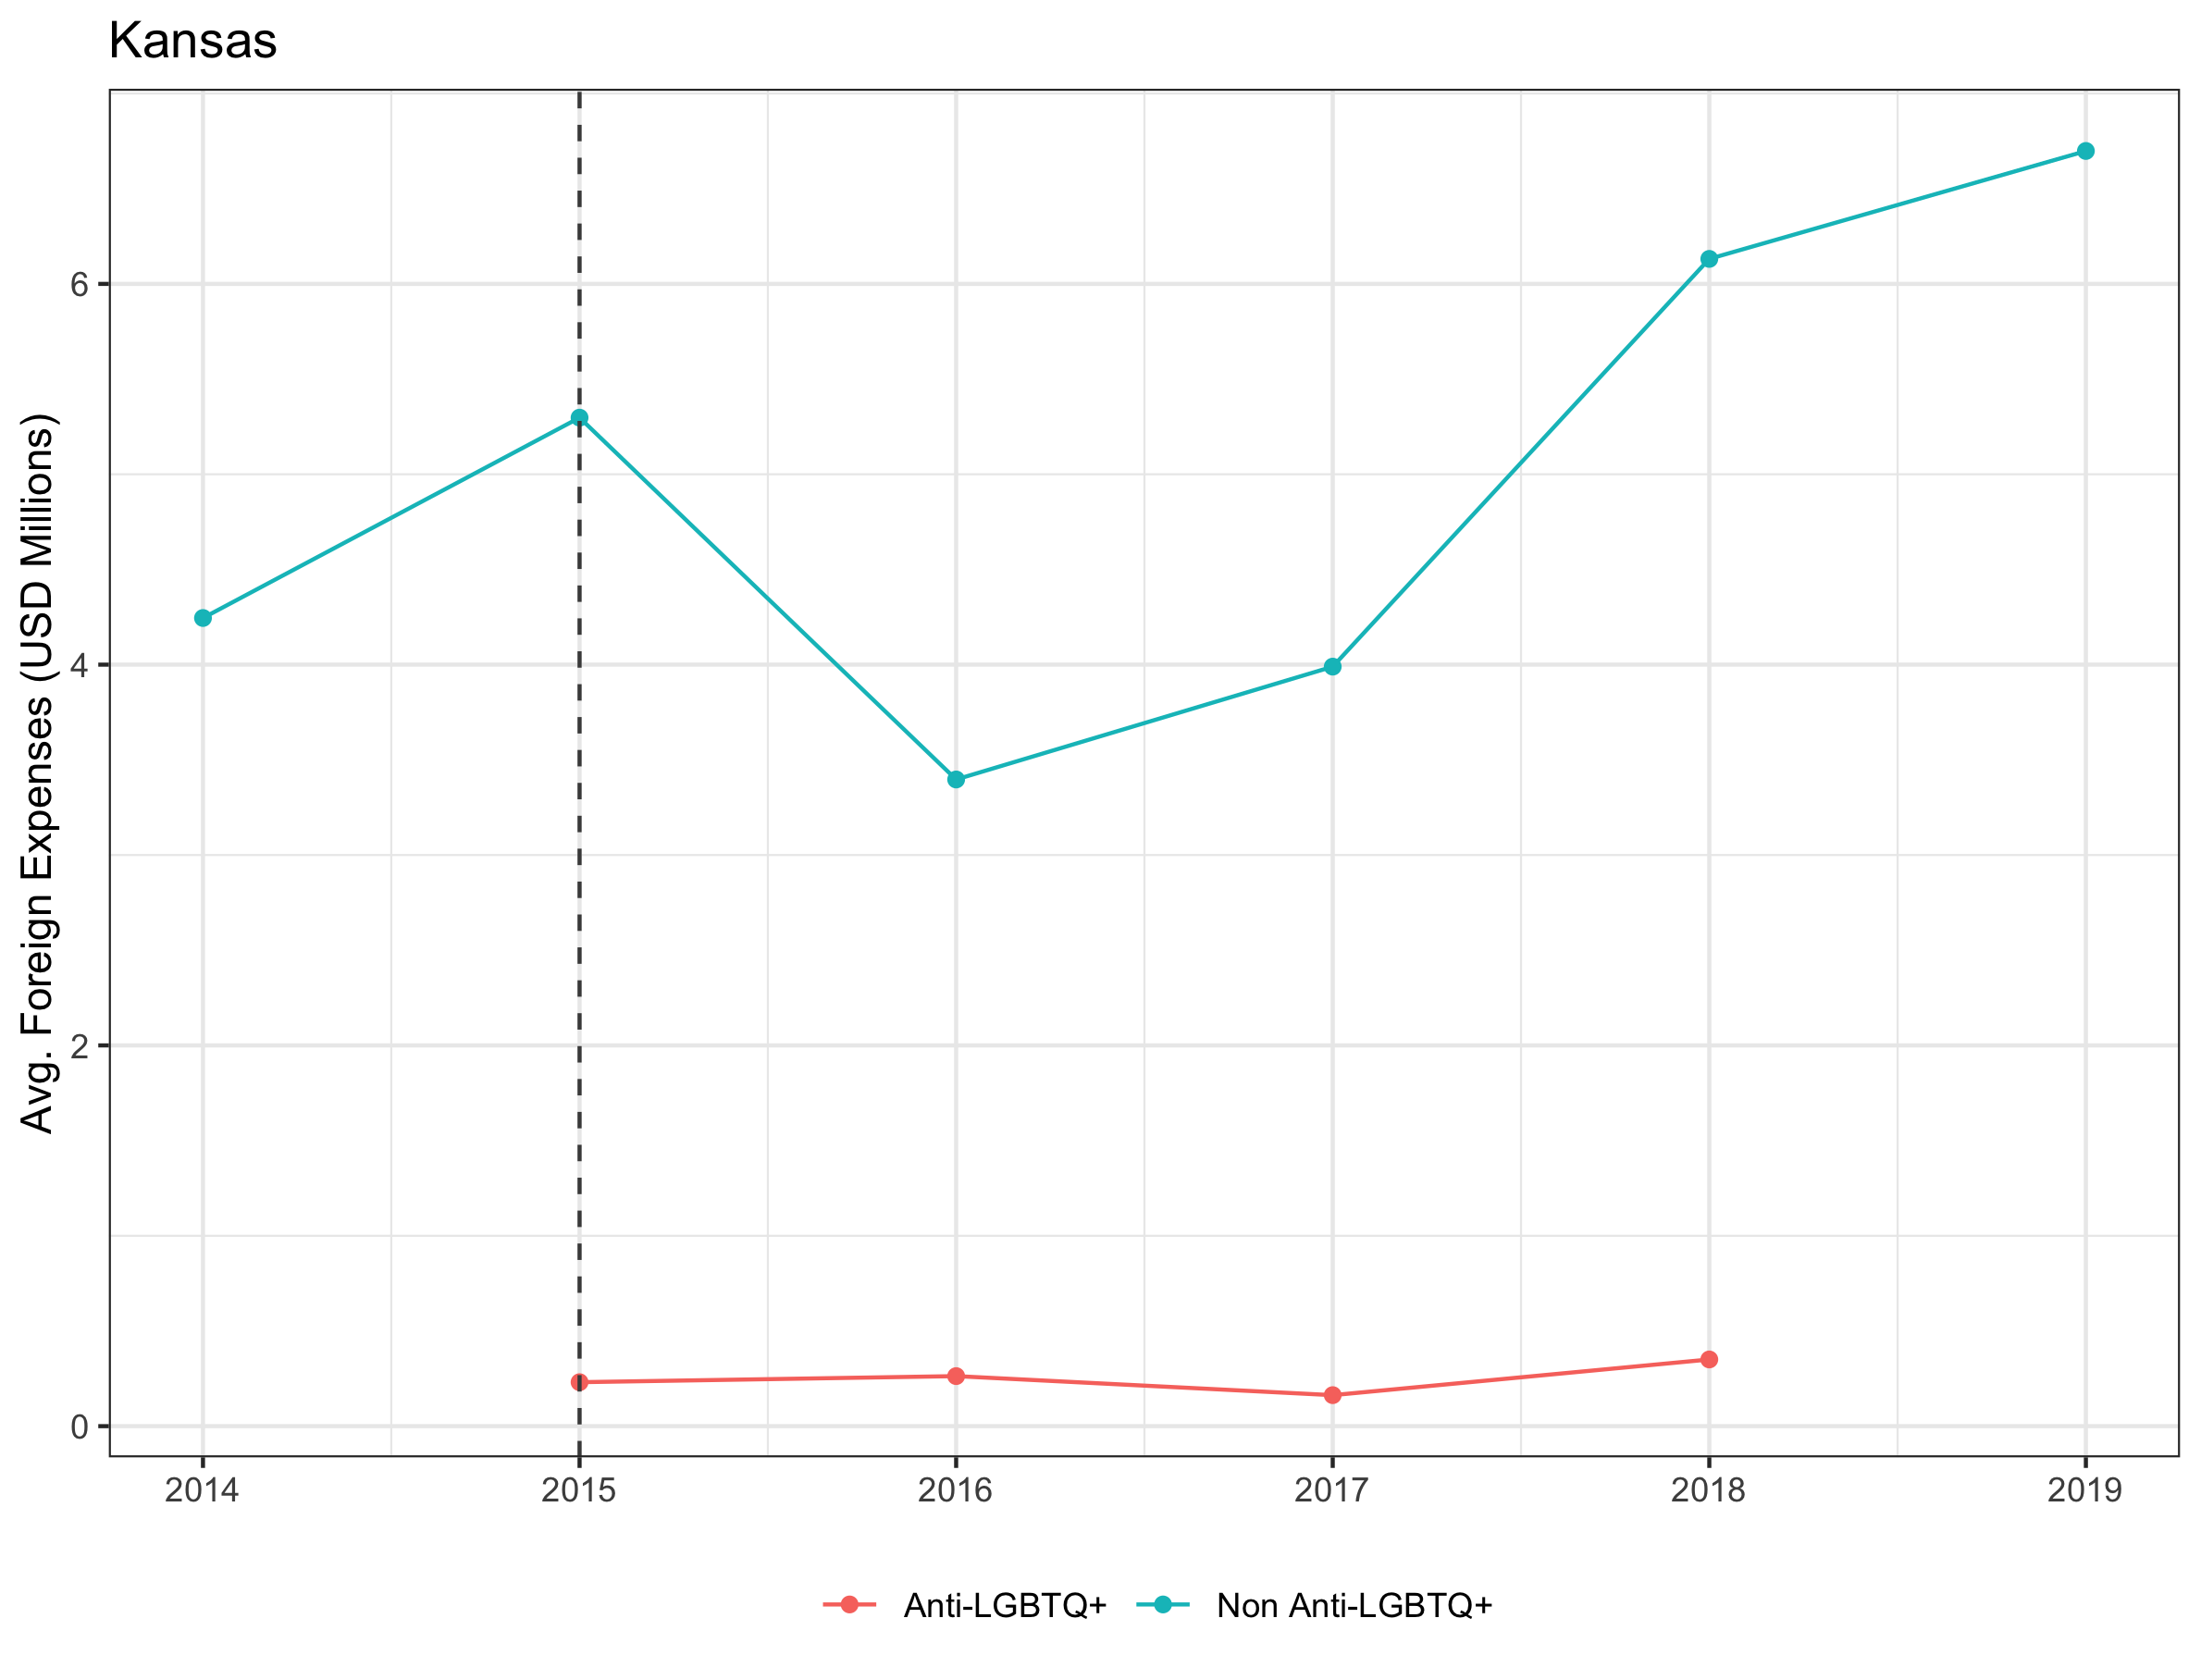 Kansas
Avg. Foreign Expenses (USD Millions)
6
4
2
0
2014 2015 2016 2017 2018 2019
Anti-LGBTQ+ Non Anti-LGBTQ+